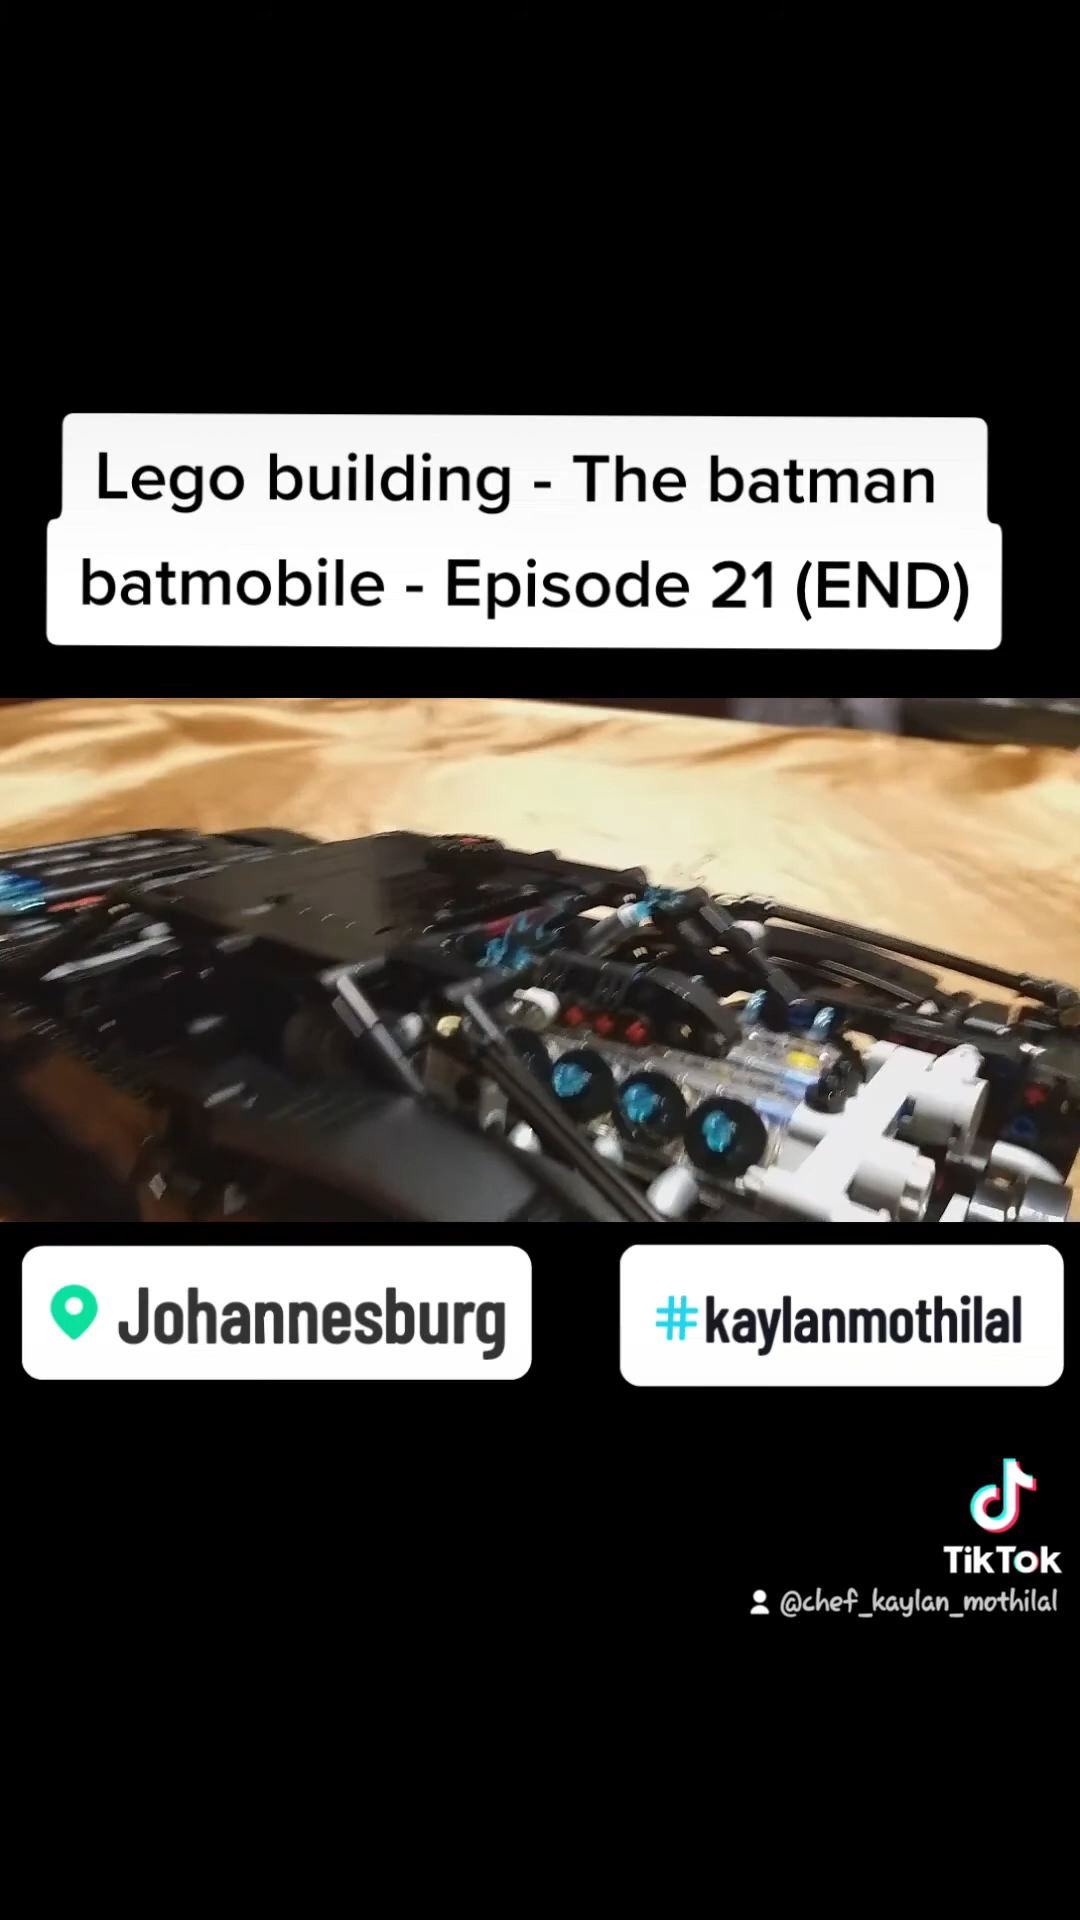 Lego building - The batman
batmobile - Episode 21 (END)
Johannesburg
#kaylanmothilal
TikTok
@chef_kaylan_mothilal